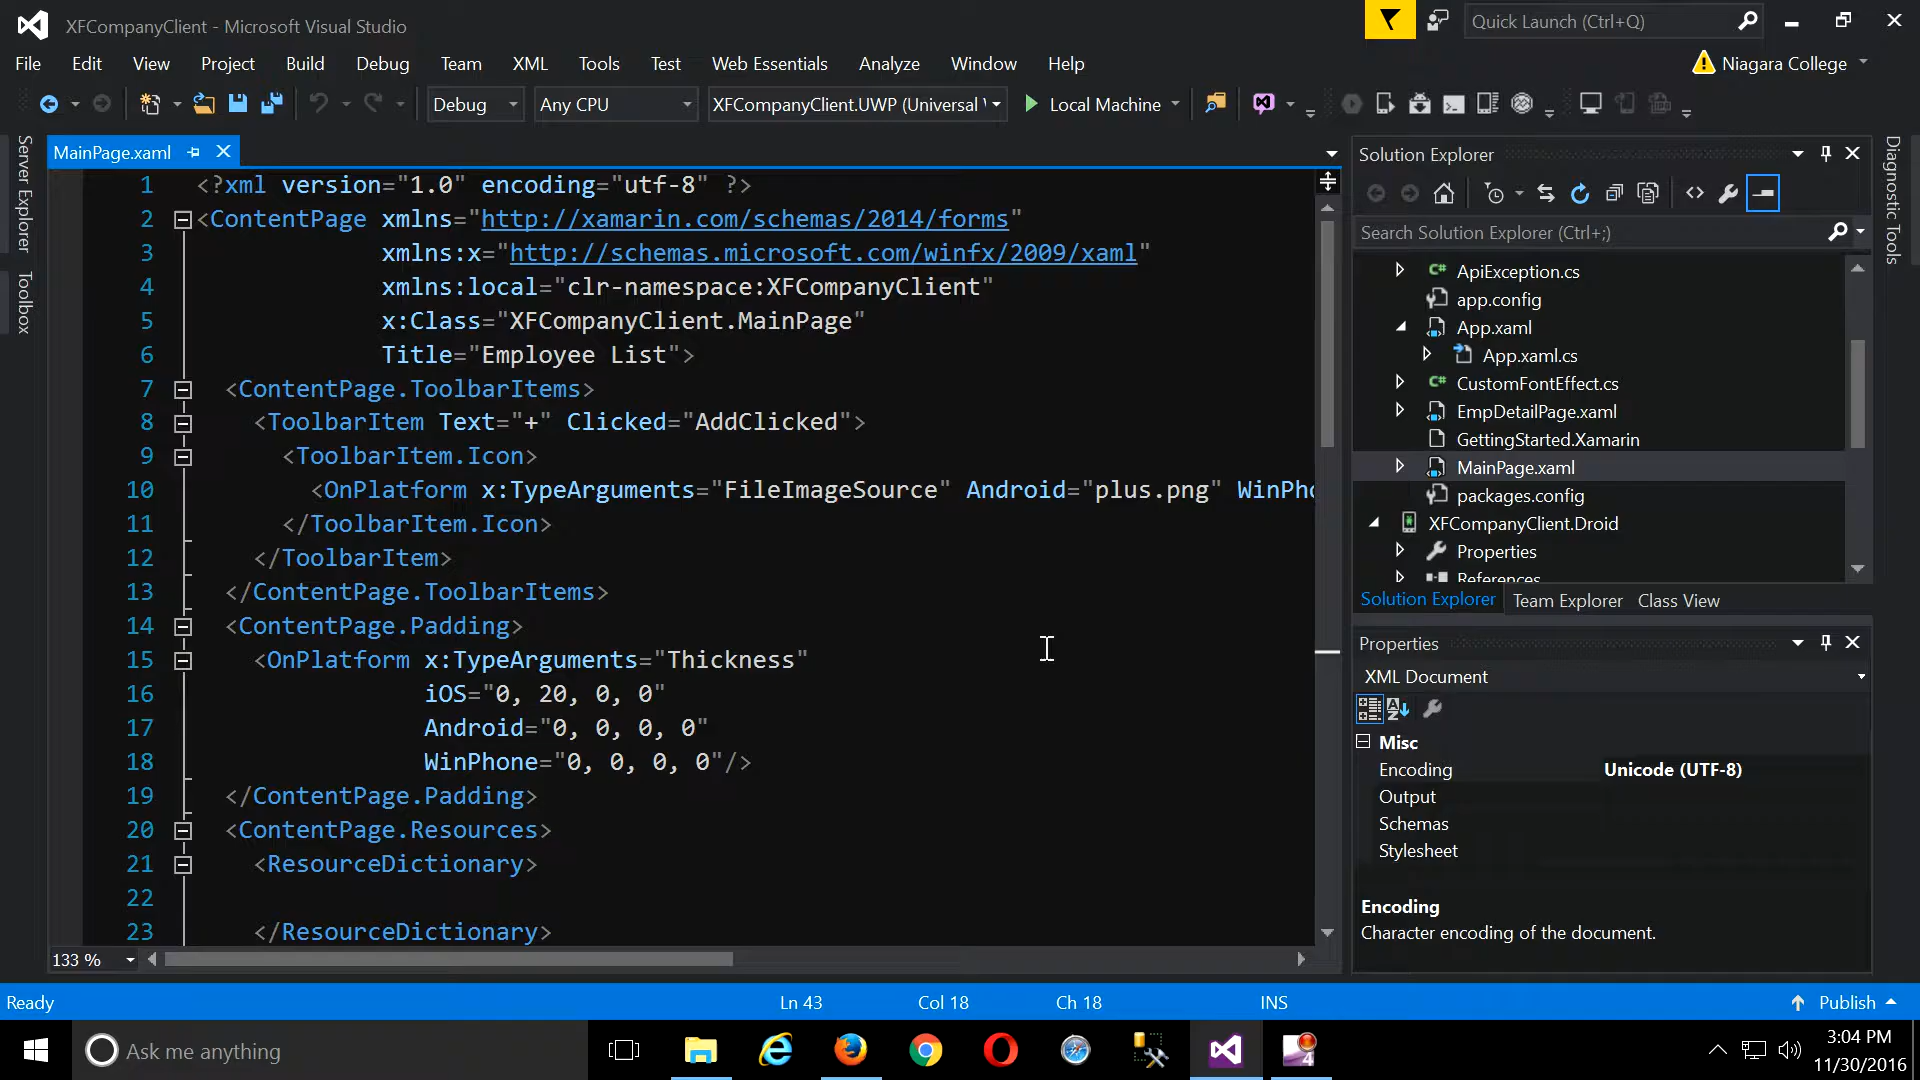 XFCompanyClient - Microsoft Visual Studio
Quick Launch (Ctrl+Q)
File Edit View Project Build Debug Team XML Tools Test Web Essentials Analyze Window Help
Niagara College
Debug Any CPU XFCompanyClient.UWP (Universal Local Machine
Server Explorer
Toolbox
MainPage.xaml
1 <?xml version="1.0" encoding="utf-8" ?>
2 <ContentPage xmlns="http://xamarin.com/schemas/2014/forms"
3 xmlns:x="http://schemas.microsoft.com/winfx/2009/xaml"
4 xmlns:local="clr-namespace:XFCompanyClient"
5 x:Class="XFCompanyClient.MainPage"
6 Title="Employee List">
7 <ContentPage.ToolbarItems>
8 <ToolbarItem Text="+" Clicked="AddClicked">
9 <ToolbarItem.Icon>
10 <OnPlatform x:TypeArguments="FileImageSource" Android="plus.png" WinPho
11 </ToolbarItem.Icon>
12 </ToolbarItem>
13 </ContentPage.ToolbarItems>
14 <ContentPage.Padding>
15 <OnPlatform x:TypeArguments="Thickness"
16 iOS="0, 20, 0, 0"
17 Android="0, 0, 0, 0"
18 WinPhone="0, 0, 0, 0"/>
19 </ContentPage.Padding>
20 <ContentPage.Resources>
21 <ResourceDictionary>
22
23 </ResourceDictionary>
133 %
Solution Explorer
Search Solution Explorer (Ctrl+;)
C# ApiException.cs
app.config
App.xaml
App.xaml.cs
C# CustomFontEffect.cs
EmpDetailPage.xaml
GettingStarted.Xamarin
MainPage.xaml
packages.config
XFCompanyClient.Droid
Properties
References
Solution Explorer Team Explorer Class View
Diagnostic Tools
Properties
XML Document
Misc
Encoding Unicode (UTF-8)
Output
Schemas
Stylesheet
Encoding
Character encoding of the document.
Ready Ln 43 Col 18 Ch 18 INS Publish
Ask me anything
4
3:04 PM
11/30/2016